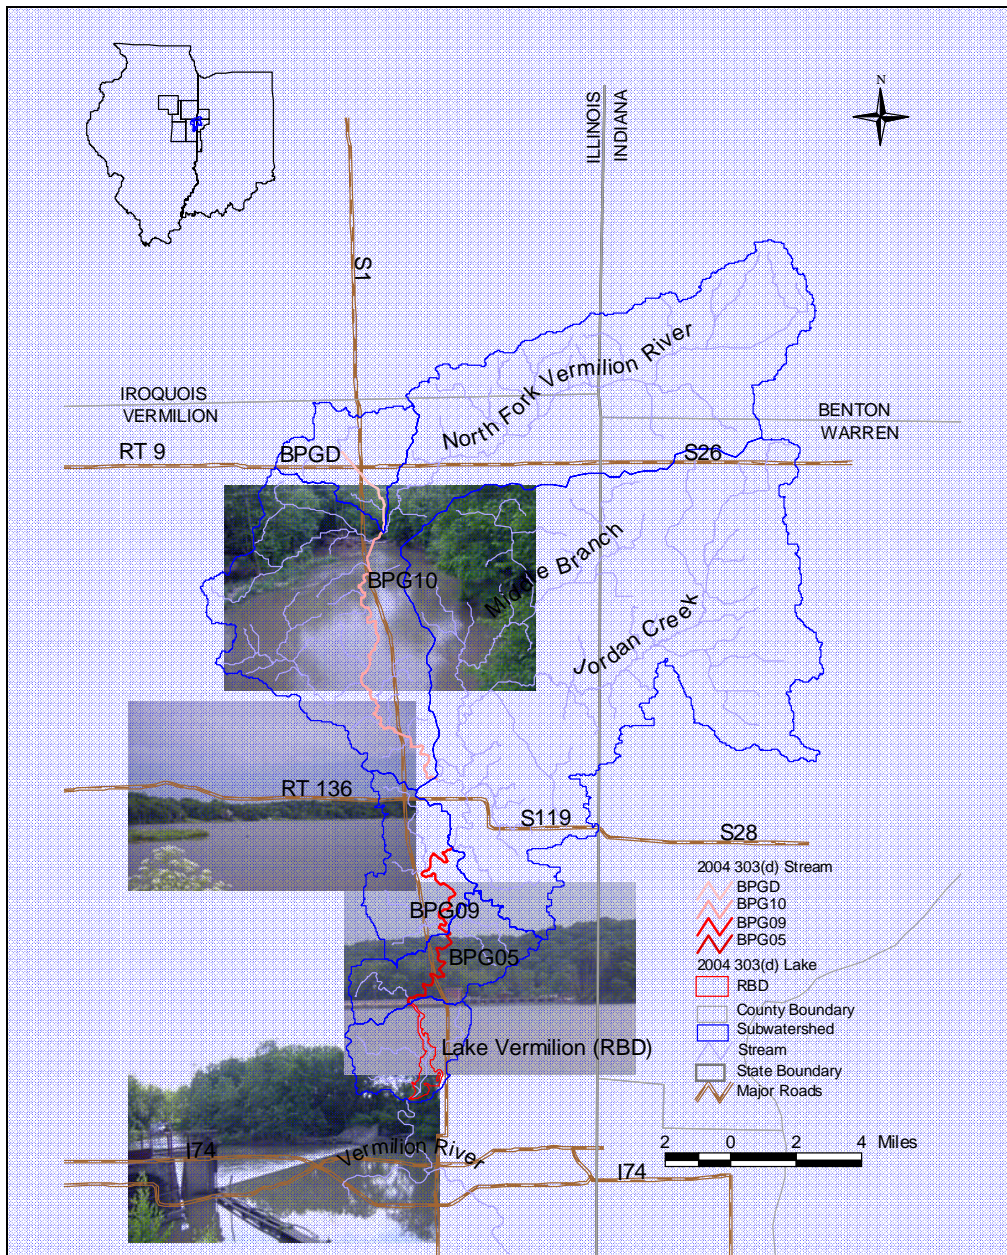 N
ILLINOIS
INDIANA
S1
North Fork Vermilion River
IROQUOIS
VERMILION
BENTON
WARREN
RT 9
BPGD
S26
BPG10
Middle Branch
Jordan Creek
RT 136
S119
S28
2004 303(d) Stream
BPGD
BPG10
BPG09
BPG05
2004 303(d) Lake
RBD
County Boundary
Subwatershed
Stream
State Boundary
Major Roads
BPG09
BPG05
Lake Vermilion (RBD)
Vermilion River
I74
I74
2 0 2 4 Miles